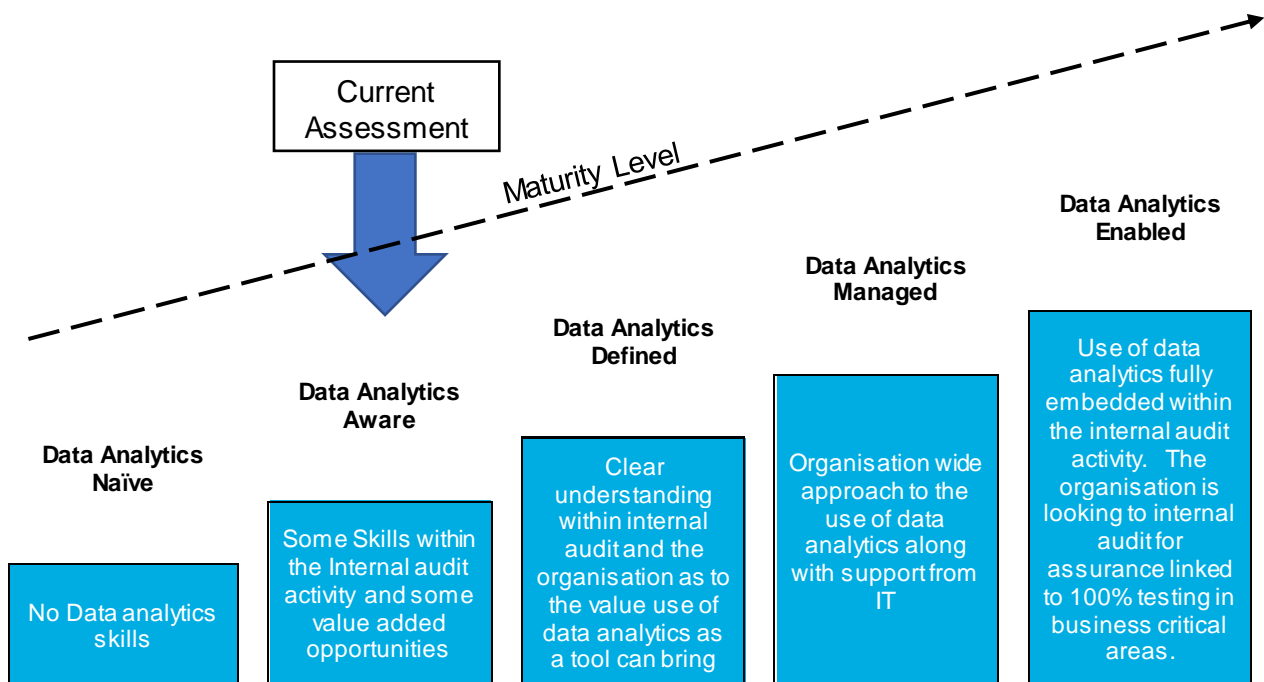 Current
Assessment
Maturity Level
Data Analytics
Enabled
Data Analytics
Managed
Data Analytics
Defined
Data Analytics
Aware
Data Analytics
Naïve
No Data analytics
skills
Some Skills within
the Internal audit
activity and some
value added
opportunities
Clear
understanding
within internal
audit and the
organisation as to
the value use of
data analytics as
a tool can bring
Organisation wide
approach to the
use of data
analytics along
with support from
IT
Use of data
analytics fully
embedded within
the internal audit
activity. The
organisation is
looking to internal
audit for
assurance linked
to 100% testing in
business critical
areas.